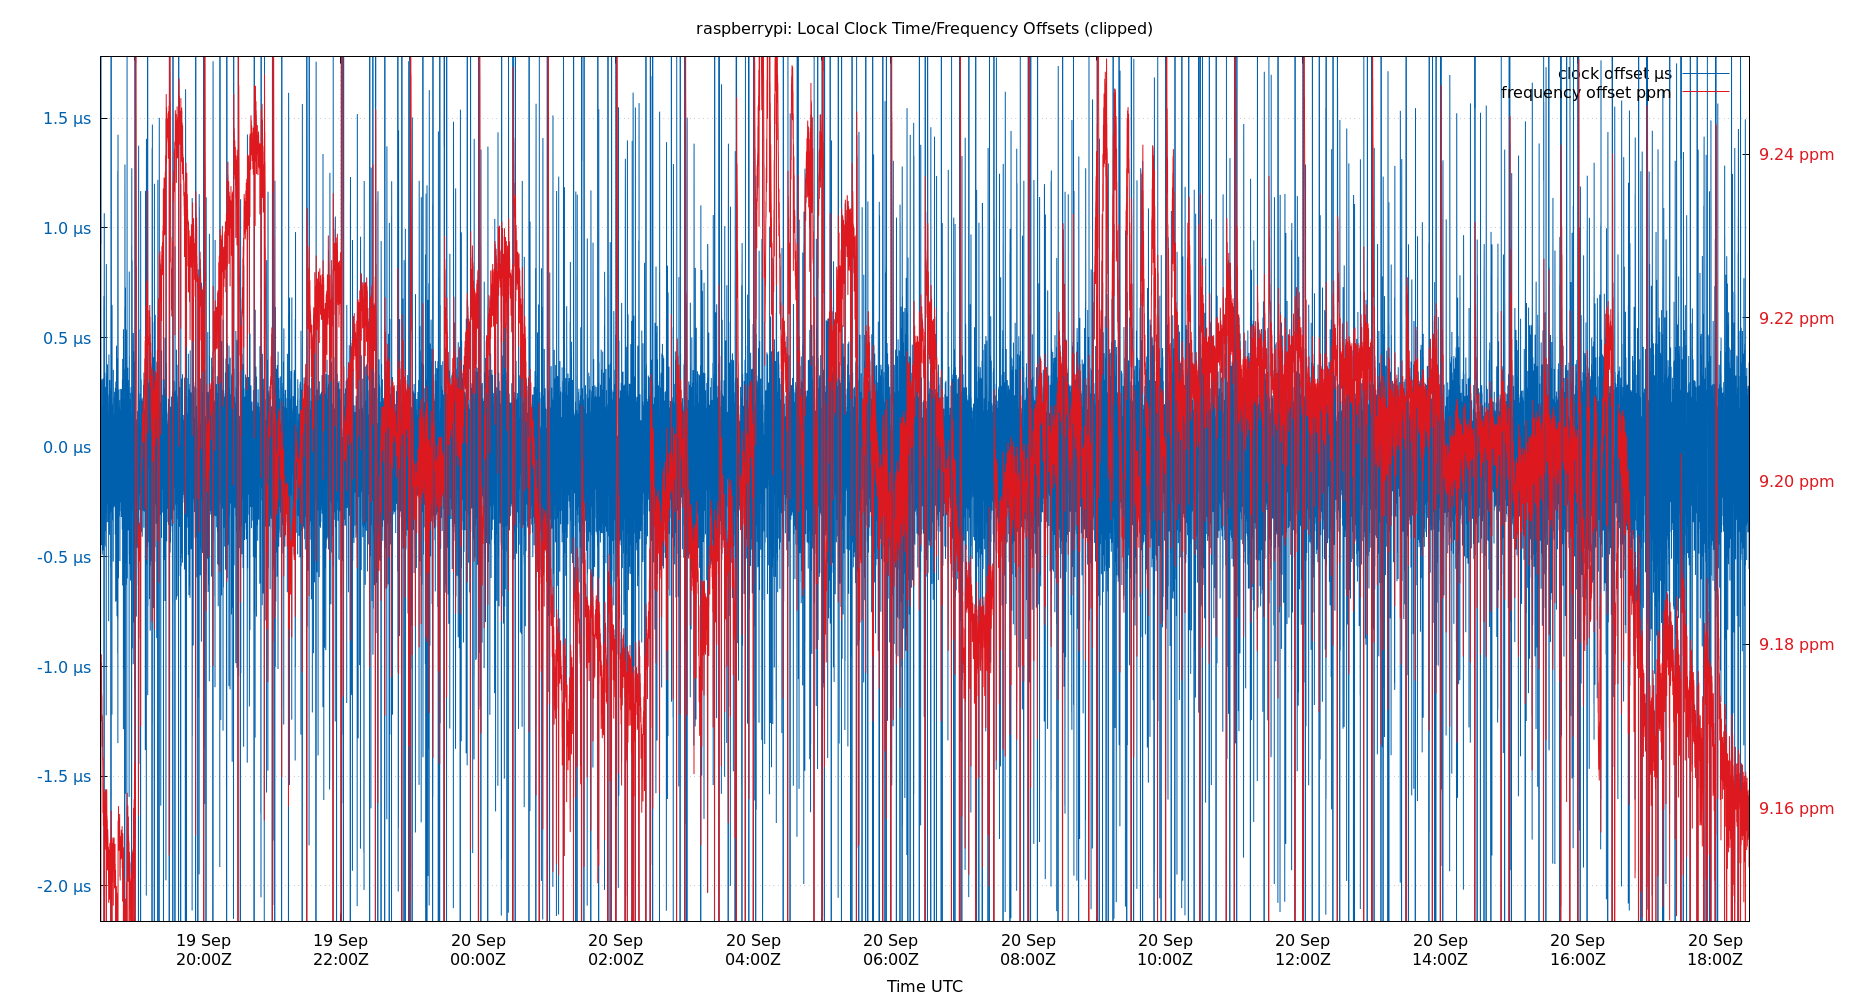 raspberrypi: Local Clock Time/Frequency Offsets (clipped)
clock offset µs
frequency offset ppm
1.5 µs
1.0 µs
0.5 µs
0.0 µs
-0.5 µs
-1.0 µs
-1.5 µs
-2.0 µs
9.24 ppm
9.22 ppm
9.20 ppm
9.18 ppm
9.16 ppm
19 Sep
20:00Z
19 Sep
22:00Z
20 Sep
00:00Z
20 Sep
02:00Z
20 Sep
04:00Z
20 Sep
06:00Z
20 Sep
08:00Z
20 Sep
10:00Z
20 Sep
12:00Z
20 Sep
14:00Z
20 Sep
16:00Z
20 Sep
18:00Z
Time UTC